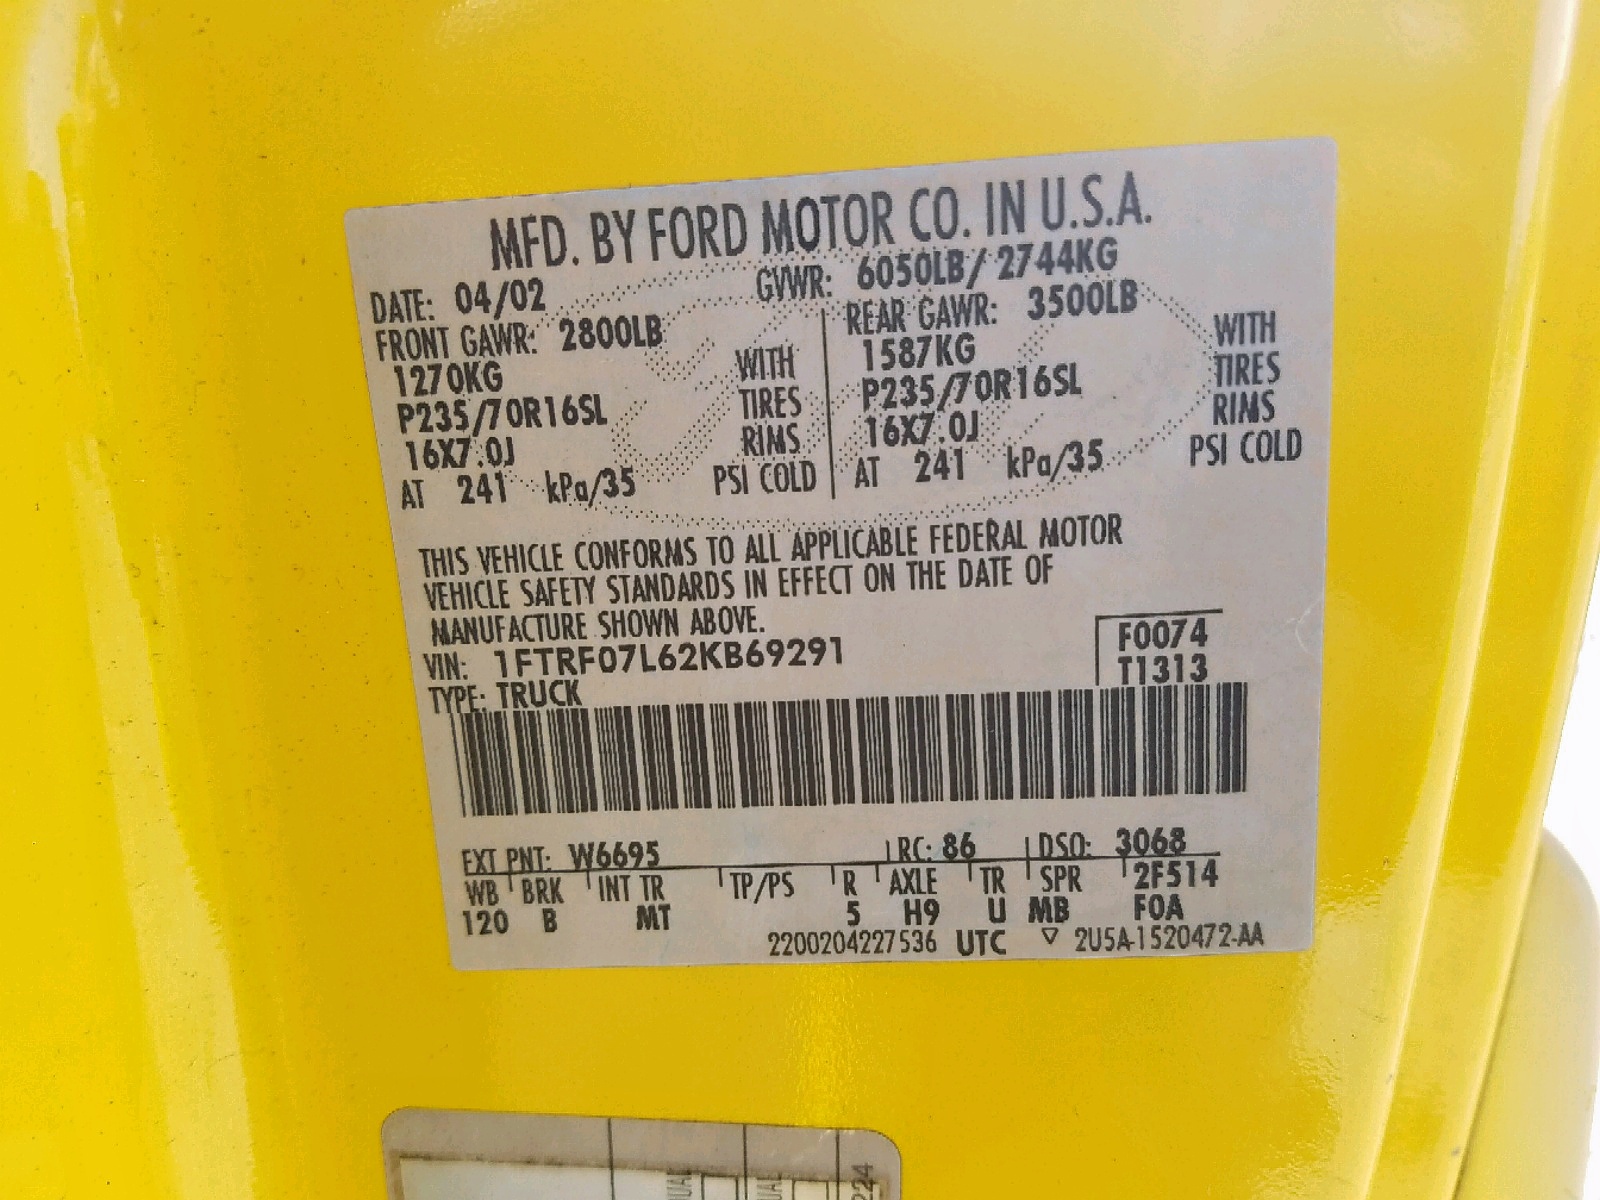 MFD. BY FORD MOTOR CO. IN U.S.A.
DATE: 04/02 GVWR: 6050LB/ 2744KG
FRONT GAWR: 2800LB REAR GAWR: 3500LB
1270KG WITH 1587KG WITH
P235/70R16SL TIRES P235/70R16SL TIRES
16X7.0J RIMS 16X7.0J RIMS
AT 241 kPa/35 PSI COLD AT 241 kPa/35 PSI COLD
THIS VEHICLE CONFORMS TO ALL APPLICABLE FEDERAL MOTOR
VEHICLE SAFETY STANDARDS IN EFFECT ON THE DATE OF
MANUFACTURE SHOWN ABOVE.
VIN: 1FTRF07L62KB69291 F0074
TYPE: TRUCK T1313
EXT PNT: W6695 RC: 86 DSO: 3068
WB BRK INT TR TP/PS R AXLE TR SPR 2F514
120 B MT 5 H9 U MB F0A
2200204227536 UTC ▽ 2U5A-1520472-AA
224